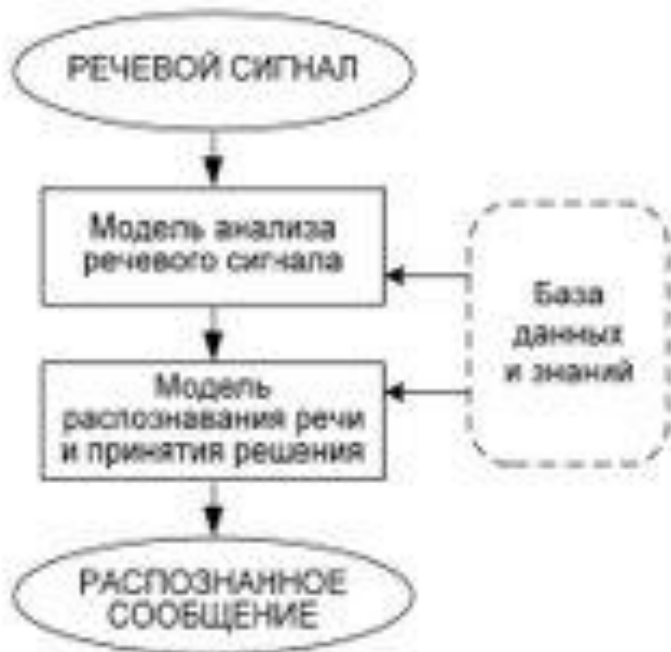 РЕЧЕВОЙ СИГНАЛ
Модель анализа
речевого сигнала
База
данных
и знаний
Модель
распознавания речи
и принятия решения
РАСПОЗНАННОЕ
СООБЩЕНИЕ